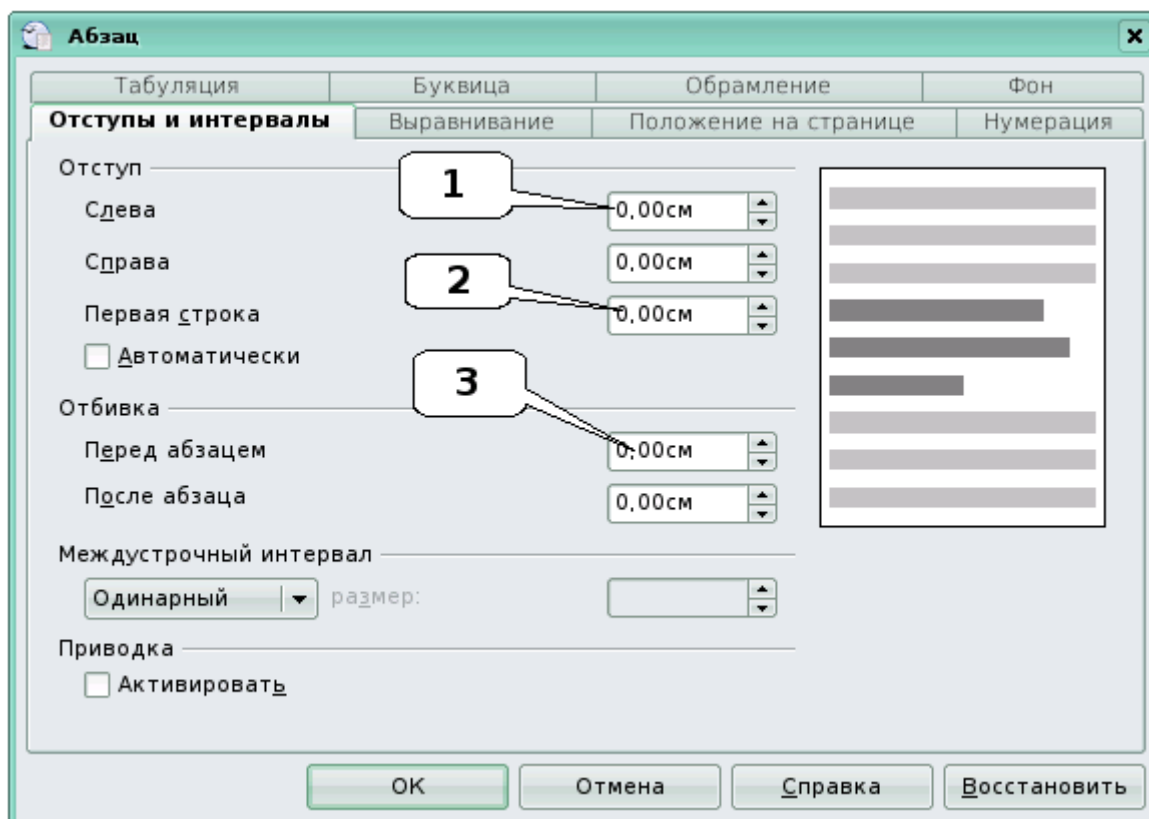 Абзац
Табуляция Буквица Обрамление Фон
Отступы и интервалы Выравнивание Положение на странице Нумерация
Отступ
1
Слева 0,00см
Справа 0,00см
2
Первая строка 0,00см
Автоматически
3
Отбивка
Перед абзацем 0,00см
После абзаца 0,00см
Междустрочный интервал
Одинарный размер:
Приводка
Активировать
OK Отмена Справка Восстановить